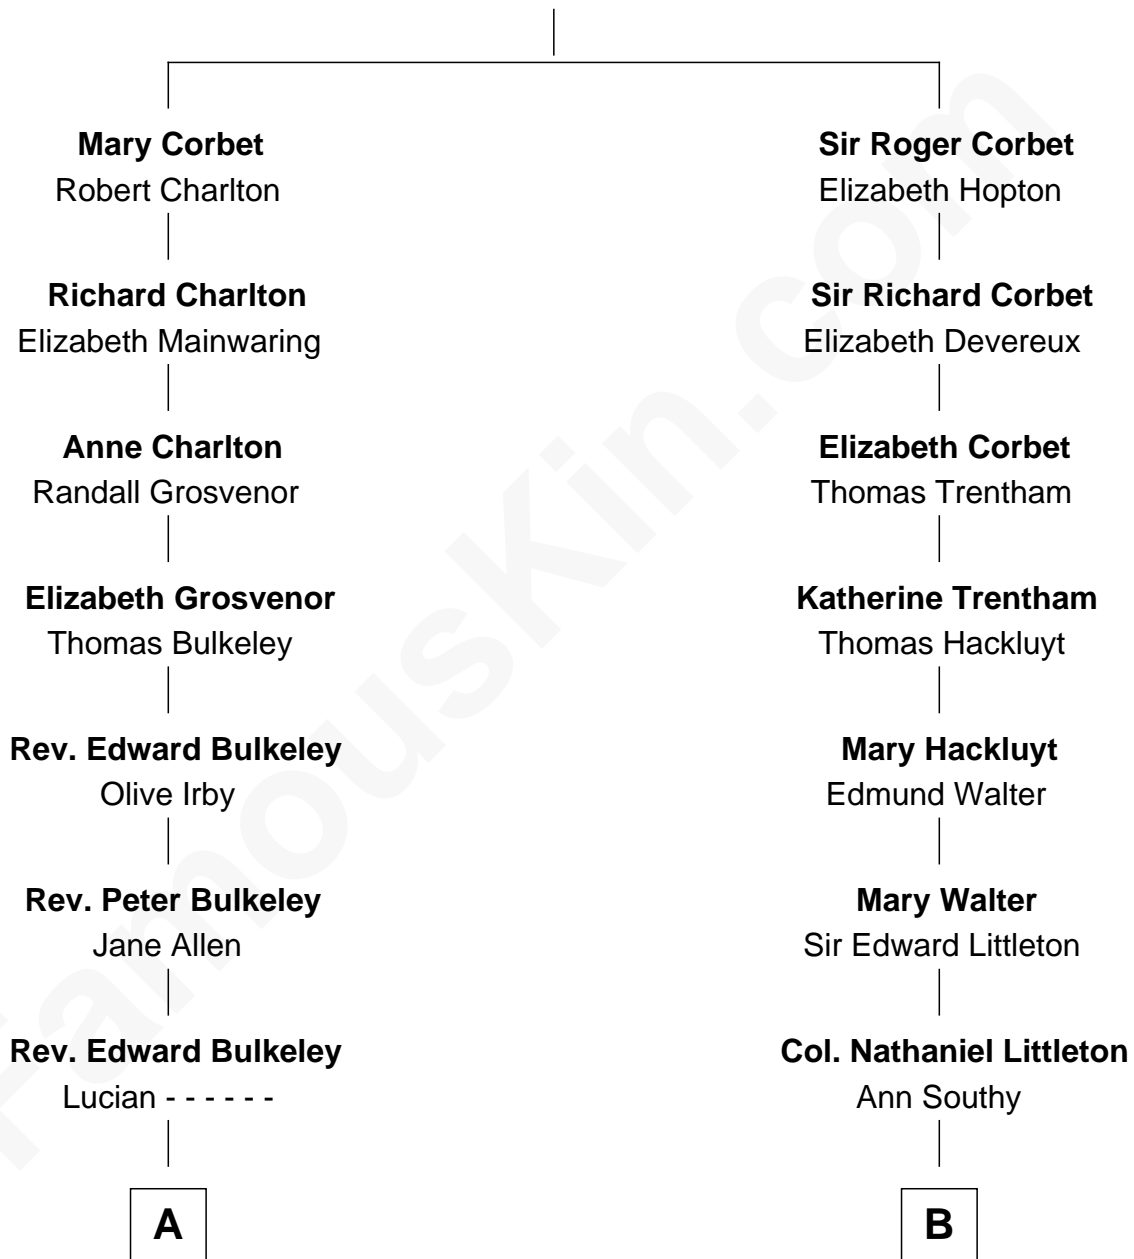 Mary Corbet
Robert Charlton
Richard Charlton
Elizabeth Mainwaring
Anne Charlton
Randall Grosvenor
Elizabeth Grosvenor
Thomas Bulkeley
Rev. Edward Bulkeley
Olive Irby
Rev. Peter Bulkeley
Jane Allen
Rev. Edward Bulkeley
Lucian - - - - - -
A
Sir Roger Corbet
Elizabeth Hopton
Sir Richard Corbet
Elizabeth Devereux
Elizabeth Corbet
Thomas Trentham
Katherine Trentham
Thomas Hackluyt
Mary Hackluyt
Edmund Walter
Mary Walter
Sir Edward Littleton
Col. Nathaniel Littleton
Ann Southy
B
FamousKin.com